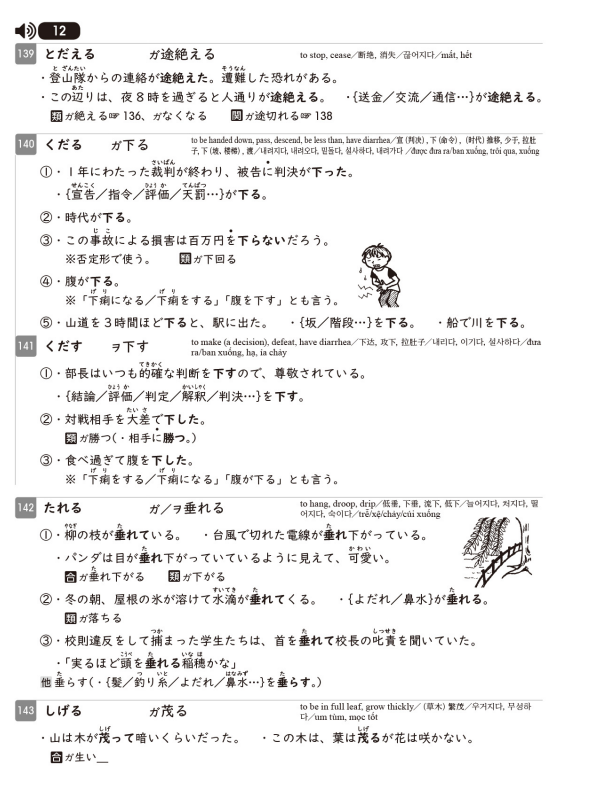 12
139 とだえる ガ途絶える to stop, cease／断绝, 消失／끊어지다／mất, hết
・登山隊からの連絡が途絶えた。遭難した恐れがある。
・この辺りは、夜８時を過ぎると人通りが途絶える。 ・{送金／交流／通信…}が途絶える。
類 ガ絶える☞136、ガなくなる 関 ガ途切れる☞138
140 くだる ガ下る to be handed down, pass, descend, be less than, have diarrhea／宣 (判决) , 下 (命令) , (时代) 推移, 少于, 拉肚
子, 下 (坡, 楼梯) , 渡／내려지다, 내려오다, 밑돌다, 설사하다, 내려가다 ／được đưa ra/ban xuống, trôi qua, xuống
①・１年にわたった裁判が終わり、被告に判決が下った。
・{宣告／指令／評価／天罰…}が下る。
②・時代が下る。
③・この事故による損害は百万円を下らないだろう。
※否定形で使う。 類 ガ下回る
④・腹が下る。
※「下痢になる／下痢をする」「腹を下す」とも言う。
⑤・山道を３時間ほど下ると、駅に出た。 ・{坂／階段…}を下る。 ・船で川を下る。
141 くだす ヲ下す to make (a decision), defeat, have diarrhea／下达, 攻下, 拉肚子／내리다, 이기다, 설사하다／đưa
ra/ban xuống, hạ, ỉa chảy
①・部長はいつも的確な判断を下すので、尊敬されている。
・{結論／評価／判定／解釈／判決…}を下す。
②・対戦相手を大差で下した。
類 ガ勝つ(・相手に勝つ。)
③・食べ過ぎて腹を下した。
※「下痢をする／下痢になる」「腹が下る」とも言う。
142 たれる ガ／ヲ垂れる to hang, droop, drip／低垂, 下垂, 流下, 低下／늘어지다, 처지다, 떨
어지다, 숙이다／trễ/xệ/chảy/cúi xuống
①・柳の枝が垂れている。 ・台風で切れた電線が垂れ下がっている。
・パンダは目が垂れ下がっていているように見えて、可愛い。
合 ガ垂れ下がる 類 ガ下がる
②・冬の朝、屋根の氷が溶けて水滴が垂れてくる。 ・{よだれ／鼻水}が垂れる。
類 ガ落ちる
③・校則違反をして捕まった学生たちは、首を垂れて校長の叱責を聞いていた。
・「実るほど頭を垂れる稲穂かな」
他 垂らす(・{髪／釣り糸／よだれ／鼻水…}を垂らす。)
143 しげる ガ茂る to be in full leaf, grow thickly／ (草木) 繁茂／우거지다, 무성하
다／um tùm, mọc tốt
・山は木が茂って暗いくらいだった。 ・この木は、葉は茂るが花は咲かない。
合 ガ生い＿